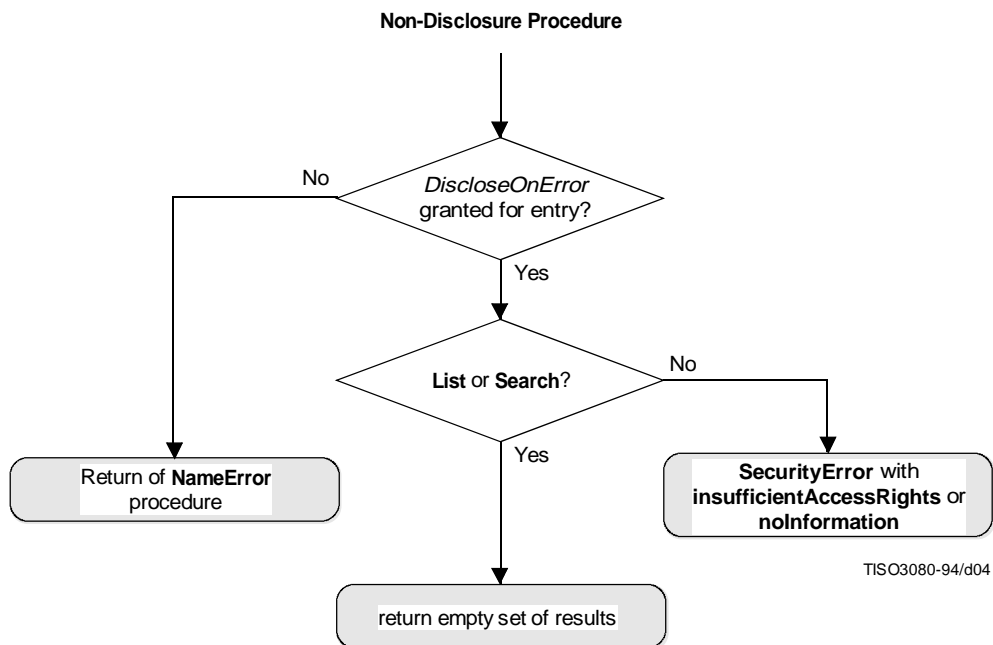 Non-Disclosure Procedure
No
DiscloseOnError
granted for entry?
Yes
List or Search?
No
Yes
Return of NameError
procedure
SecurityError with
insufficientAccessRights or
noInformation
TISO3080-94/d04
return empty set of results